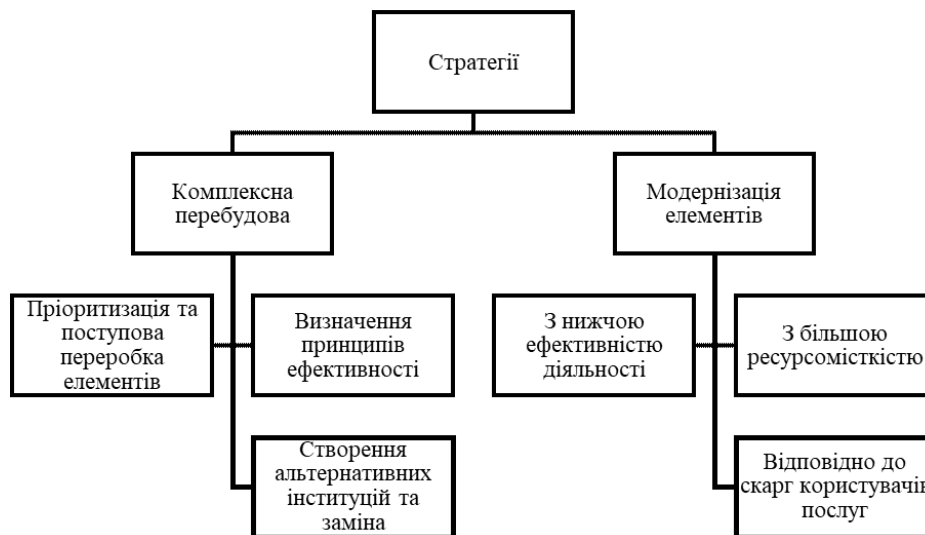 Стратегії
Комплексна
перебудова
Модернізація
елементів
Пріоритизація та
поступова
переробка
елементів
Визначення
принципів
ефективності
З нижчою
ефективністю
діяльності
З більшою
ресурсомісткістю
Створення
альтернативних
інституцій та
заміна
Відповідно до
скарг користувачів
послуг